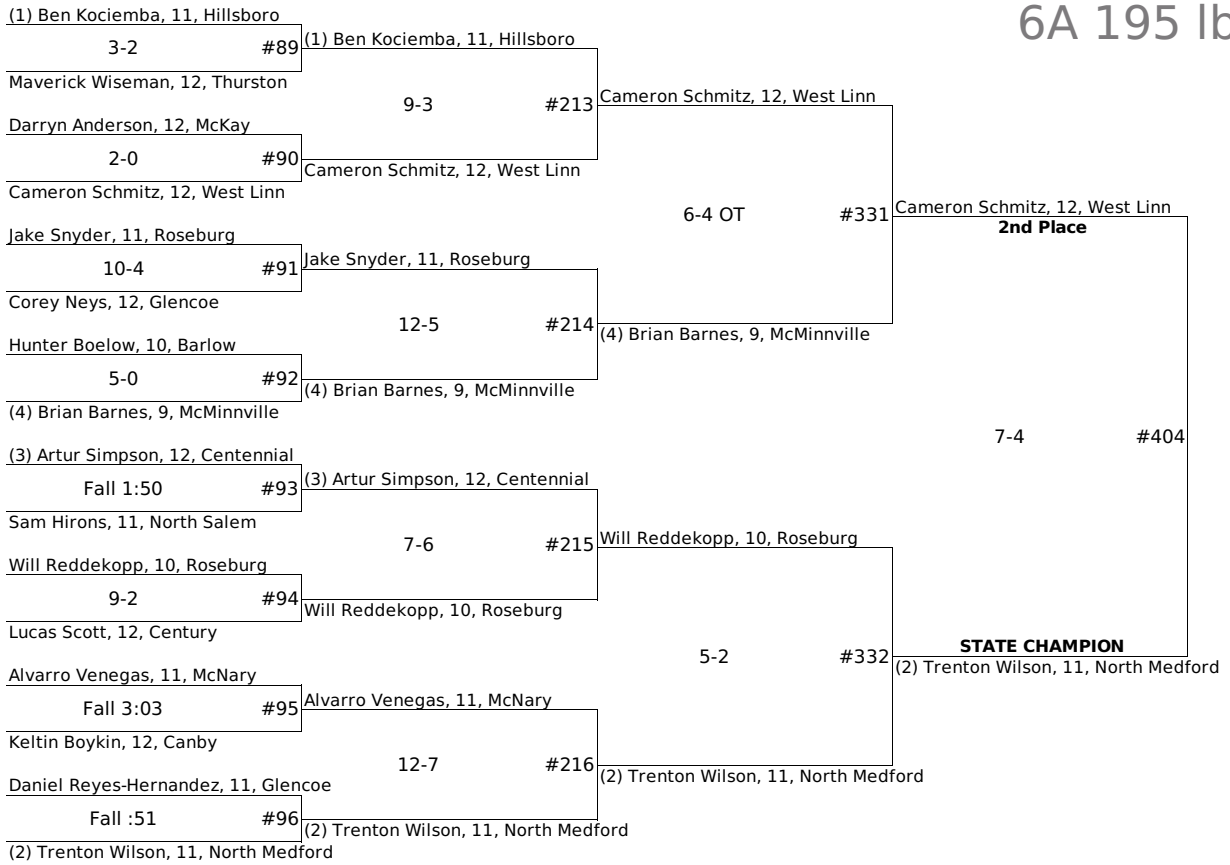 6A 195 lb
(1) Ben Kociemba, 11, Hillsboro
3-2 #89
Maverick Wiseman, 12, Thurston
Darryn Anderson, 12, McKay
2-0 #90
Cameron Schmitz, 12, West Linn
Jake Snyder, 11, Roseburg
10-4 #91
Corey Neys, 12, Glencoe
Hunter Boelow, 10, Barlow
5-0 #92
(4) Brian Barnes, 9, McMinnville
(3) Artur Simpson, 12, Centennial
Fall 1:50 #93
Sam Hirons, 11, North Salem
Will Reddekopp, 10, Roseburg
9-2 #94
Lucas Scott, 12, Century
Alvarro Venegas, 11, McNary
Fall 3:03 #95
Keltin Boykin, 12, Canby
Daniel Reyes-Hernandez, 11, Glencoe
Fall :51 #96
(2) Trenton Wilson, 11, North Medford
(1) Ben Kociemba, 11, Hillsboro
9-3 #213
Cameron Schmitz, 12, West Linn
Jake Snyder, 11, Roseburg
12-5 #214
(4) Brian Barnes, 9, McMinnville
(3) Artur Simpson, 12, Centennial
7-6 #215
Will Reddekopp, 10, Roseburg
Alvarro Venegas, 11, McNary
12-7 #216
(2) Trenton Wilson, 11, North Medford
Cameron Schmitz, 12, West Linn
6-4 OT #331
(4) Brian Barnes, 9, McMinnville
Will Reddekopp, 10, Roseburg
5-2 #332
(2) Trenton Wilson, 11, North Medford
Cameron Schmitz, 12, West Linn
2nd Place
7-4 #404
STATE CHAMPION
(2) Trenton Wilson, 11, North Medford